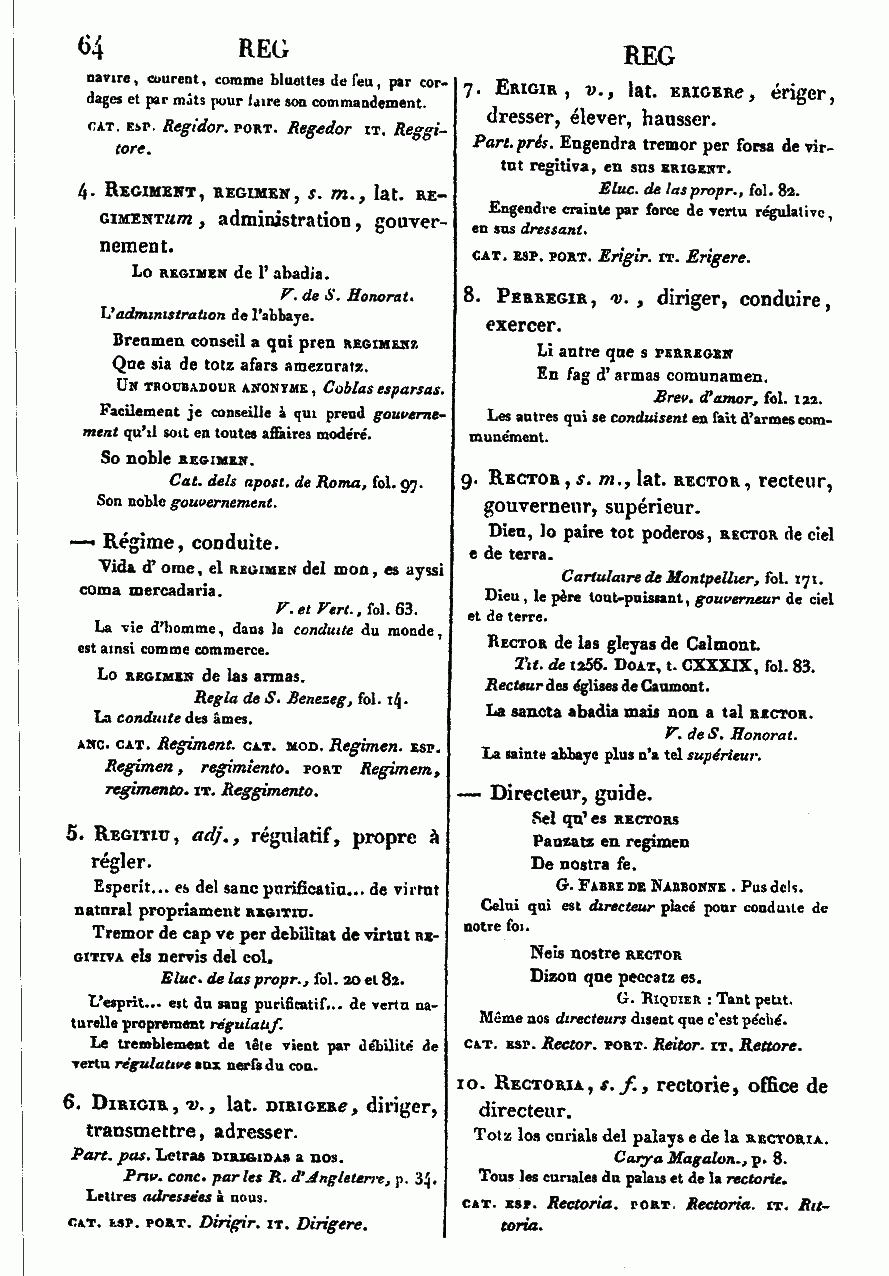 64 REG
navire, courent, comme bluettes de feu, par cor-
dages et par mâts pour faire son commandement.
CAT. ESP. Regidor. PORT. Regedor IT. Reggi-
tore.
4. REGIMENT, REGIMEN, s. m., lat. RE-
GIMENTum, administration, gouver-
nement.
Lo REGIMEN de l' abadia.
V. de S. Honorat.
L'administration de l'abbaye.
Breumen conseil a qui pren REGIMENZ
Que sia de totz afars amezuratz.
UN TROUBADOUR ANONYME, Coblas esparsas.
Facilement je conseille à qui prend gouverne-
ment qu'il soit en toutes affaires modéré.
So noble REGIMEN.
Cat. dels apost. de Roma, fol. 97.
Son noble gouvernement.
— Régime, conduite.
Vida d' ome, el REGIMEN del mon, es ayssi
coma mercadaria.
V. et Vert., fol. 63.
La vie d'homme, dans la conduite du monde,
est ainsi comme commerce.
Lo REGIMEN de las armas.
Regla de S. Benezeg, fol. 14.
La conduite des âmes.
ANC. CAT. Regiment. CAT. MOD. Regimen. ESP.
Regimen, regimiento. PORT Regimem,
regimento. IT. Reggimento.
5. REGITIU, adj., régulatif, propre à
régler.
Esperit... es del sanc purificatiu... de virtut
natural propriament REGITIU.
Tremor de cap ve per debilitat de virtut RE-
GITIVA els nervis del col.
Eluc. de las propr., fol. 20 et 82.
L'esprit... est du sang purificatif... de vertu na-
turelle proprement régulatif.
Le tremblement de tête vient par débilité de
vertu régulative aux nerfs du cou.
6. DIRIGIR, v., lat. DIRIGERe, diriger,
transmettre, adresser.
Part. pas. Letras DIRIGIDAS a nos.
Priv. conc. par les R. d'Angleterre, p. 34.
Lettres adressées à nous.
CAT. ESP. PORT. Dirigir. IT. Dirigere.
REG
7. ERIGIR, v., lat. ERIGERe, ériger,
dresser, élever, hausser.
Part. prés. Engendra tremor per forsa de vir-
tut regitiva, en sus ERIGENT.
Eluc. de las propr., fol. 82.
Engendre crainte par force de vertu régulative,
en sus dressant.
CAT. ESP. PORT. Erigir. IT. Erigere.
8. PERREGIR, v., diriger, conduire,
exercer.
Li autre que s PERREGEN
En fag d' armas comunamen.
Brev. d'amor, fol. 122.
Les autres qui se conduisent en fait d'armes com-
munément.
9. RECTOR, s. m., lat. RECTOR, recteur,
gouverneur, supérieur.
Dieu, lo paire tot poderos, RECTOR de ciel
e de terra.
Cartulaire de Montpellier, fol. 171.
Dieu, le père tout-puissant, gouverneur de ciel
et de terre.
RECTOR de las gleyas de Calmont.
Tit. de 1256. DOAT, t. CXXXIX, fol. 83.
Recteur des églises de Caumont.
La sancta abadia mais non a tal RECTOR.
V. de S. Honorat.
La sainte abbaye plus n'a tel supérieur.
— Directeur, guide.
Sel qu' es RECTORS
Pauzatz en regimen
De nostra fe.
G. FABRE DE NARBONNE. Pus dels.
Celui qui est directeur placé pour conduite de
notre foi.
Neis nostre RECTOR
Dizon que peccatz es.
G. RIQUIER : Tant petit.
Même nos directeurs disent que c'est péché.
CAT. ESP. Rector. PORT. Reitor. IT. Rettore.
10. RECTORIA, s. f., rectorie, office de
directeur.
Totz los curials del palays e de la RECTORIA.
Carya Magalon., p. 8.
Tous les curiales du palais et de la rectorie.
CAT. ESP. Rectoria. PORT. Rectoria. IT. Rit-
toria.